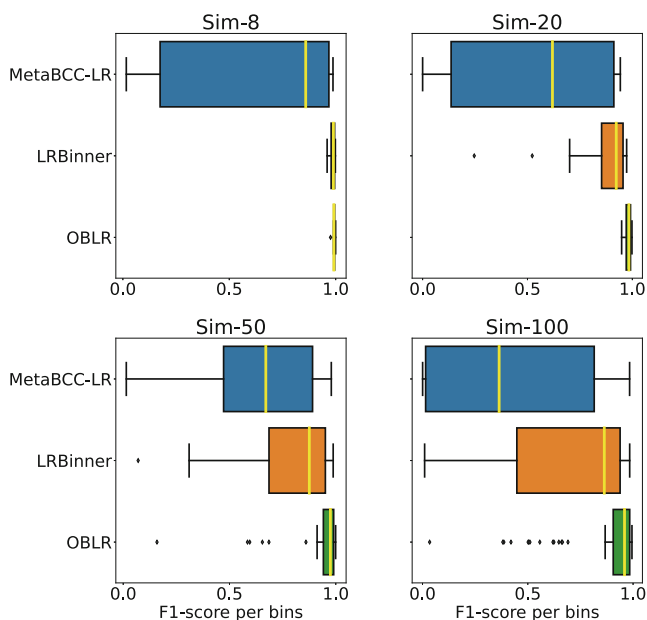 Sim-8
Sim-20
MetaBCC-LR
LRBinner
OBLR
0.0 0.5 1.0
0.0 0.5 1.0
Sim-50
Sim-100
MetaBCC-LR
LRBinner
OBLR
0.0 0.5 1.0
0.0 0.5 1.0
F1-score per bins
F1-score per bins